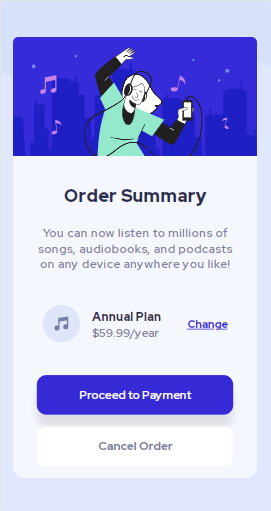 Order Summary
You can now listen to millions of
songs, audiobooks, and podcasts
on any device anywhere you like!
Annual Plan
$59.99/year
Change
Proceed to Payment
Cancel Order